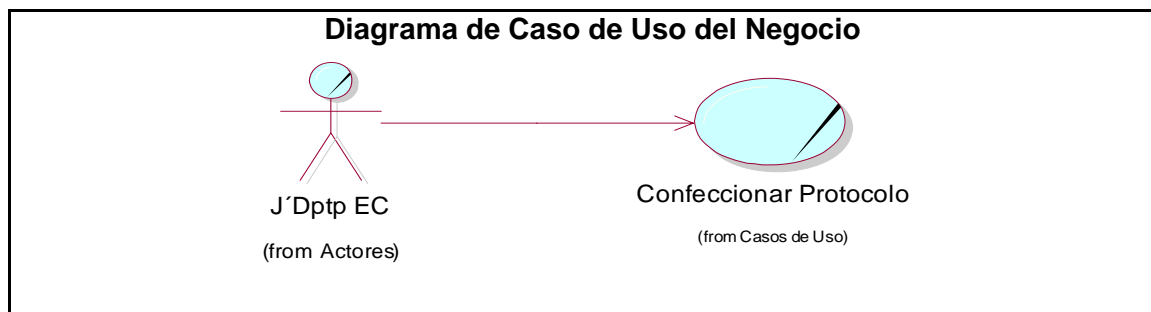 Diagrama de Caso de Uso del Negocio
J´Dptp EC
(from Actores)
Confeccionar Protocolo
(from Casos de Uso)